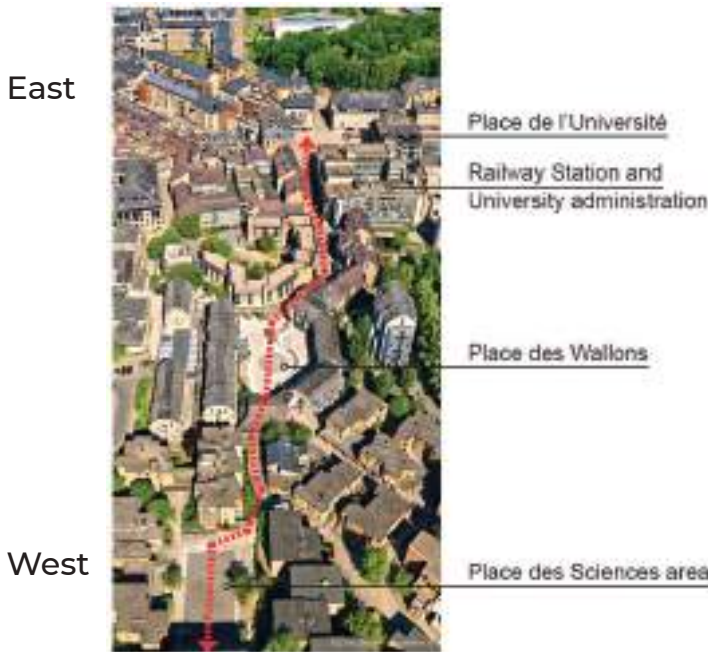 East
Place de l'Université
Railway Station and
University administration
Place des Wallons
West
Place des Sciences area